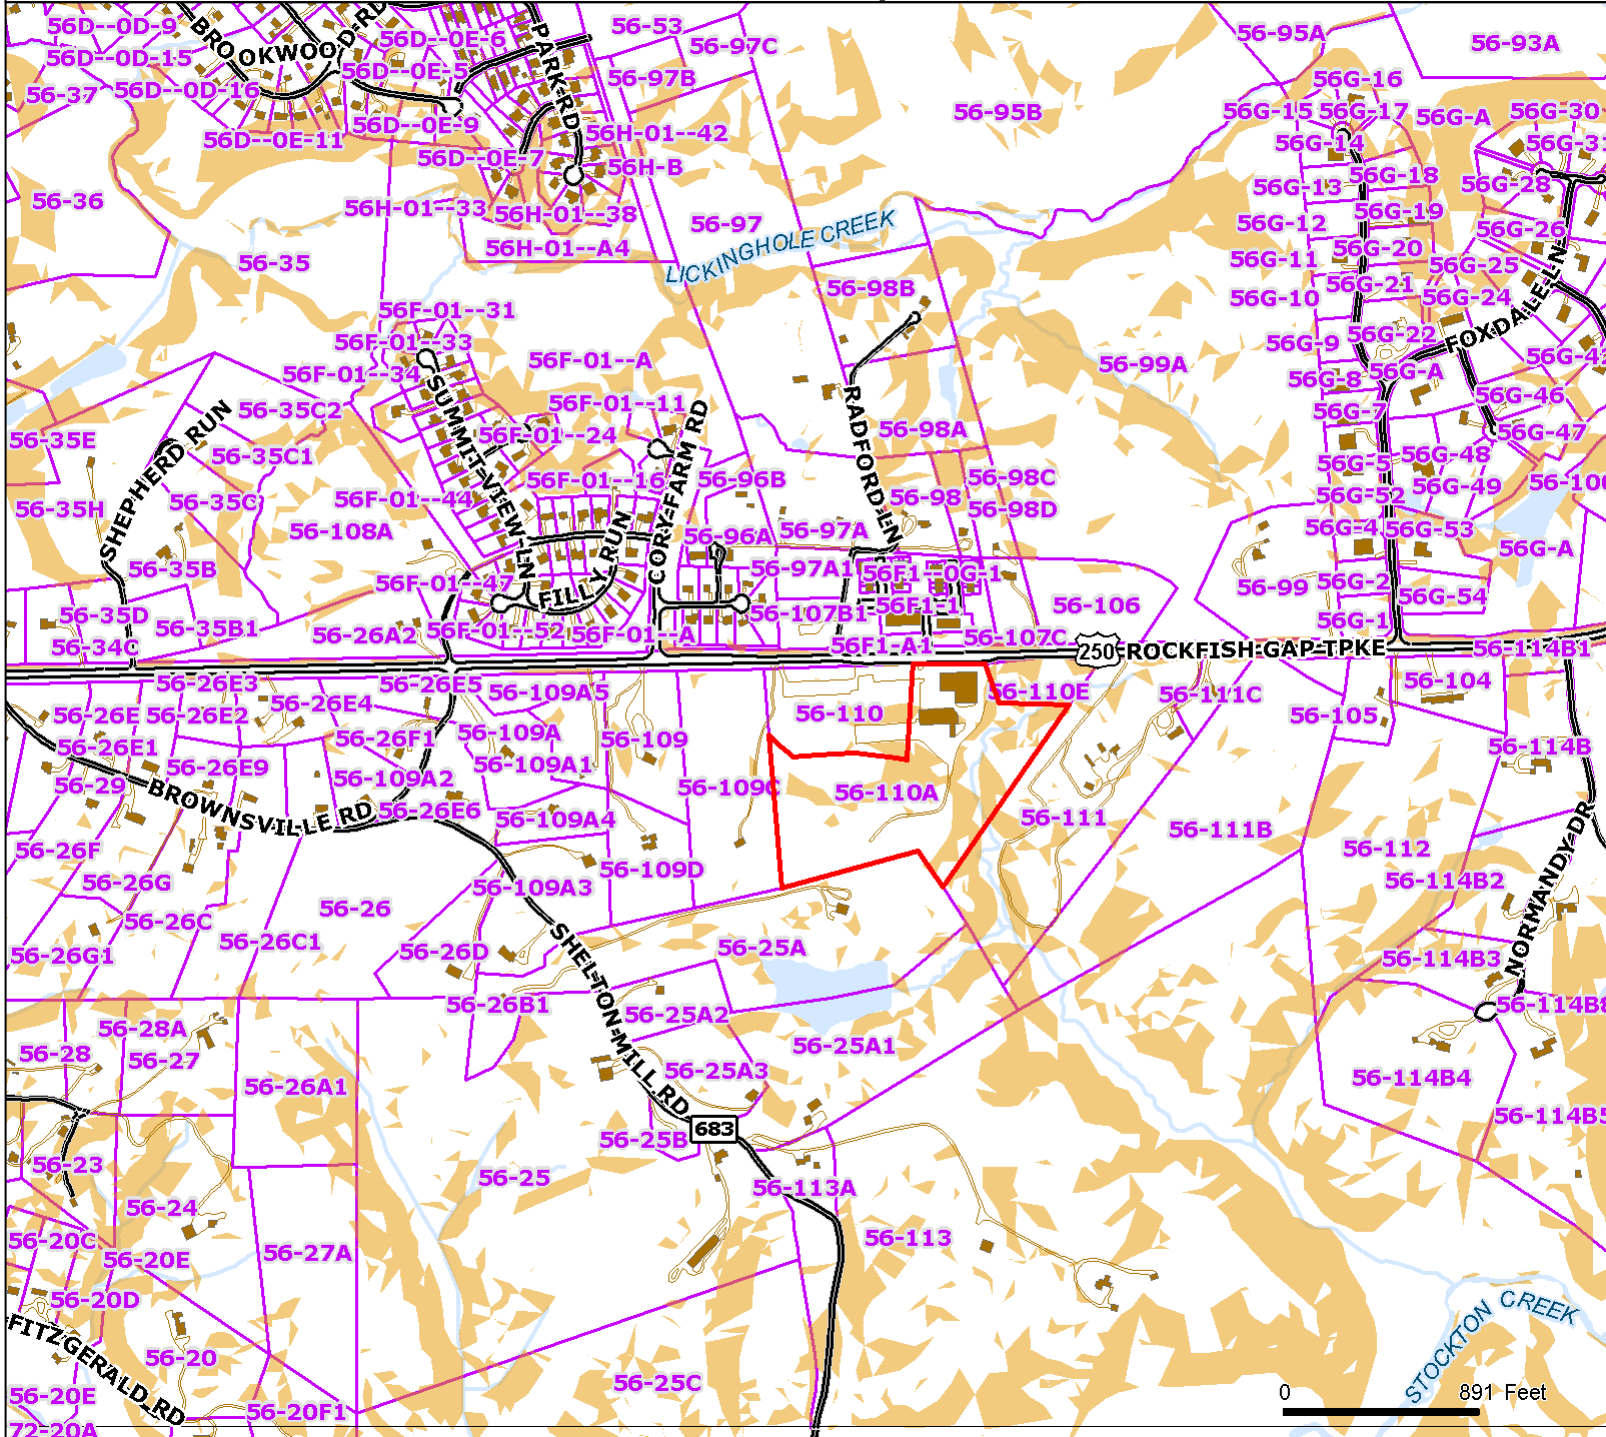 56D--0D-9
56D--0E-6
56-53
56-97C
56-95A
56-93A
BROOKWOOD-RD
PARK-RD
56D--0D-15
56D--0E-5
56-97B
56G-16
56-37
56D--0D-16
56-95B
56G-15
56G-17
56G-A
56G-30
56D--0E-11
56D--0E-9
56H-01--42
56G-14
56G-31
56D--0E-7
56H-B
56G-18
56G-28
56-36
56G-13
56H-01--33
56H-01--38
56-97
56G-12
56G-19
56G-26
56H-01--A4
LICKINGHOLE CREEK
56-35
56G-11
56G-20
56G-25
FOXDALE-LN
56-98B
56G-21
56G-10
56G-24
56F-01--31
56F-01--33
56G-22
56G-9
56F-01--A
56-99A
56G-43
56F-01--34
56G-8
56G-A
56G-46
SUMMIT-VIEW-LN
56-35C2
56F-01--11
CORY-FARM RD
RADFORD-LN
56G-7
56-35E
SHEPHERD RUN
56F-01--24
56-98A
56G-47
56-35C1
56G-5
56G-48
56F-01--16
56-96B
56-98C
56-35C
56F-01--44
56-98
56G-52
56G-49
56-100
56-35H
56-98D
56-108A
56-96A
56-97A
56G-4
56G-53
56G-A
56-35B
56-97A1
56F1--0G-1
56F-01--47
FILLY RUN
56-99
56G-2
56G-54
56-35D
56-35B1
56-26A2
56F-01--52
56F-01--A
56-107B1
56F1--1
56-106
56G-1
56-34C
56F1-A1
56-107C
250
ROCKFISH-GAP-TPKE
56-114B1
56-26E3
56-26E5
56-109A5
56-110E
56-111C
56-104
56-26E
56-26E2
56-26E4
56-110
56-105
56-26E1
56-26F1
56-109A
56-109
56-114B
56-26E9
56-109A1
56-29
BROWNSVILLE RD
56-109A2
56-109C
56-110A
56-26E6
56-109A4
56-111
56-111B
NORMANDY-DR
56-26F
56-112
56-26G
56-109A3
56-109D
56-114B2
56-26
56-26C
56-26C1
56-26D
SHELTON-MILL-RD
56-25A
56-26G1
56-114B3
56-26B1
56-25A2
56-114B8
56-28A
56-28
56-27
56-25A1
56-26A1
56-25A3
56-114B4
56-114B5
683
56-25B
56-23
56-25
56-113A
56-24
56-20C
56-20E
56-27A
56-113
56-20D
STOCKTON CREEK
FITZGERALD RD
56-20
56-25C
56-20E
56-20F1
72-20A
0
891 Feet